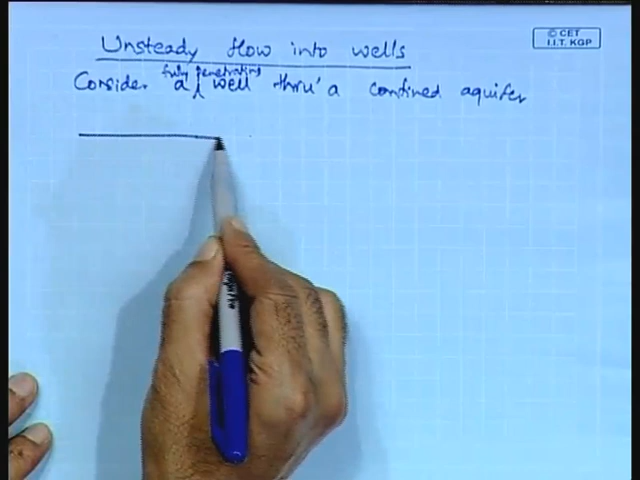 © CET
I.I.T. KGP
Unsteady flow into wells
Consider a fully penetrating well thru' a confined aquifer